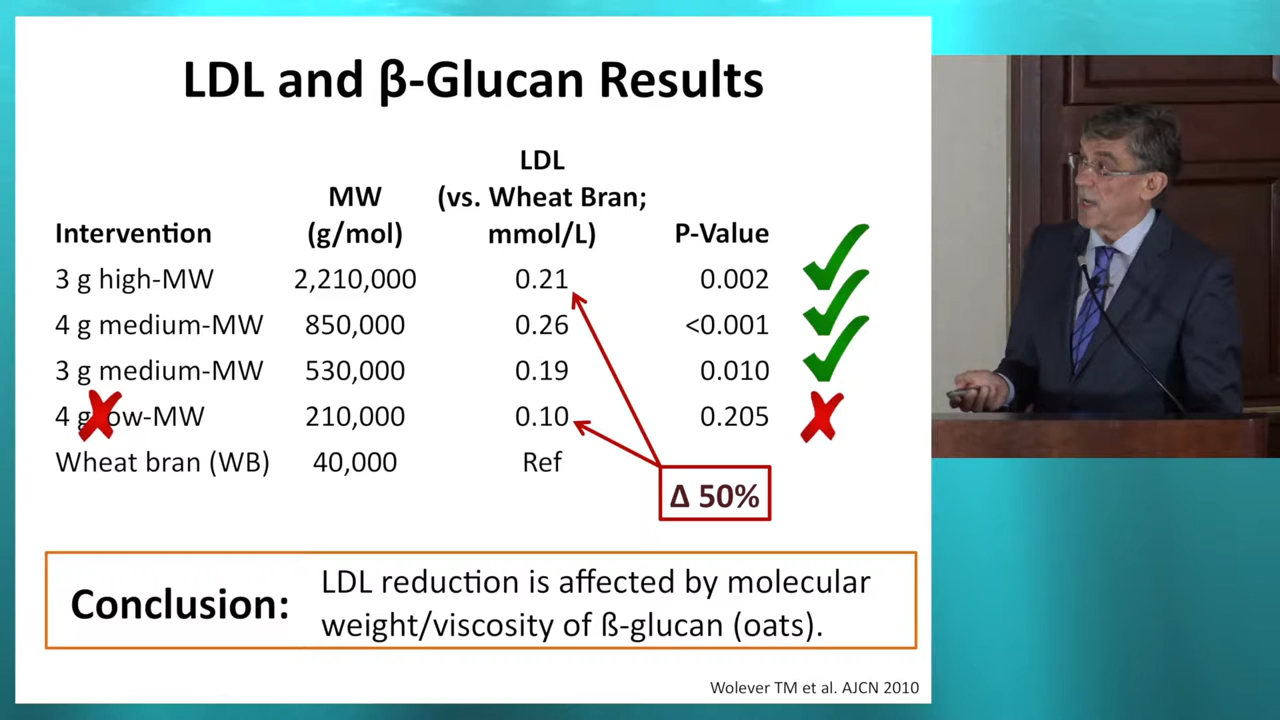 LDL and β-Glucan Results
LDL
MW (vs. Wheat Bran;
Intervention (g/mol) mmol/L) P-Value
3 g high-MW 2,210,000 0.21 0.002
4 g medium-MW 850,000 0.26 <0.001
3 g medium-MW 530,000 0.19 0.010
4 g ow-MW 210,000 0.10 0.205
Wheat bran (WB) 40,000 Ref
Δ 50%
Conclusion: LDL reduction is affected by molecular
weight/viscosity of ß-glucan (oats).
Wolever TM et al. AJCN 2010